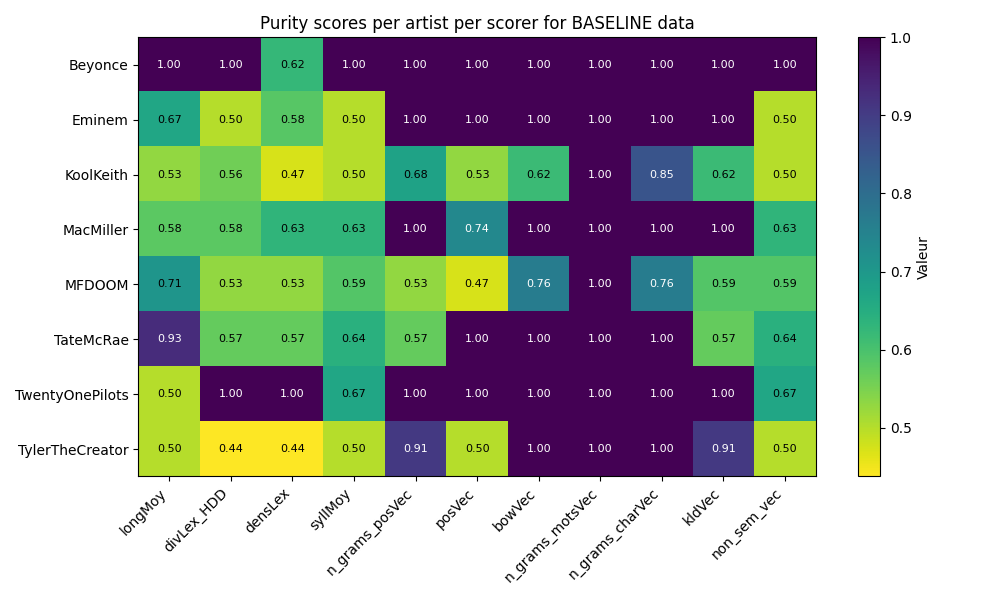 Purity scores per artist per scorer for BASELINE data
Beyonce 1.00 1.00 0.62 1.00 1.00 1.00 1.00 1.00 1.00 1.00 1.00
Eminem 0.67 0.50 0.58 0.50 1.00 1.00 1.00 1.00 1.00 1.00 0.50
KoolKeith 0.53 0.56 0.47 0.50 0.68 0.53 0.62 1.00 0.85 0.62 0.50
MacMiller 0.58 0.58 0.63 0.63 1.00 0.74 1.00 1.00 1.00 1.00 0.63
MFDOOM 0.71 0.53 0.53 0.59 0.53 0.47 0.76 1.00 0.76 0.59 0.59
TateMcRae 0.93 0.57 0.57 0.64 0.57 1.00 1.00 1.00 1.00 0.57 0.64
TwentyOnePilots 0.50 1.00 1.00 0.67 1.00 1.00 1.00 1.00 1.00 1.00 0.67
TylerTheCreator 0.50 0.44 0.44 0.50 0.91 0.50 1.00 1.00 1.00 0.91 0.50
longMoy
divLex_HDD
densLex
syllMoy
n_grams_posVec
posVec
bowVec
n_grams_motsVec
n_grams_charVec
kldVec
non_sem_vec
1.0
0.9
0.8
0.7
0.6
0.5
Valeur